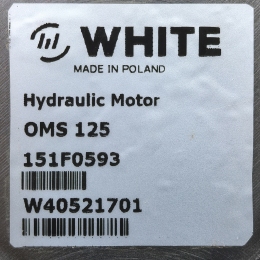 WHITE
MADE IN POLAND
Hydraulic Motor
OMS 125
151F0593
W40521701